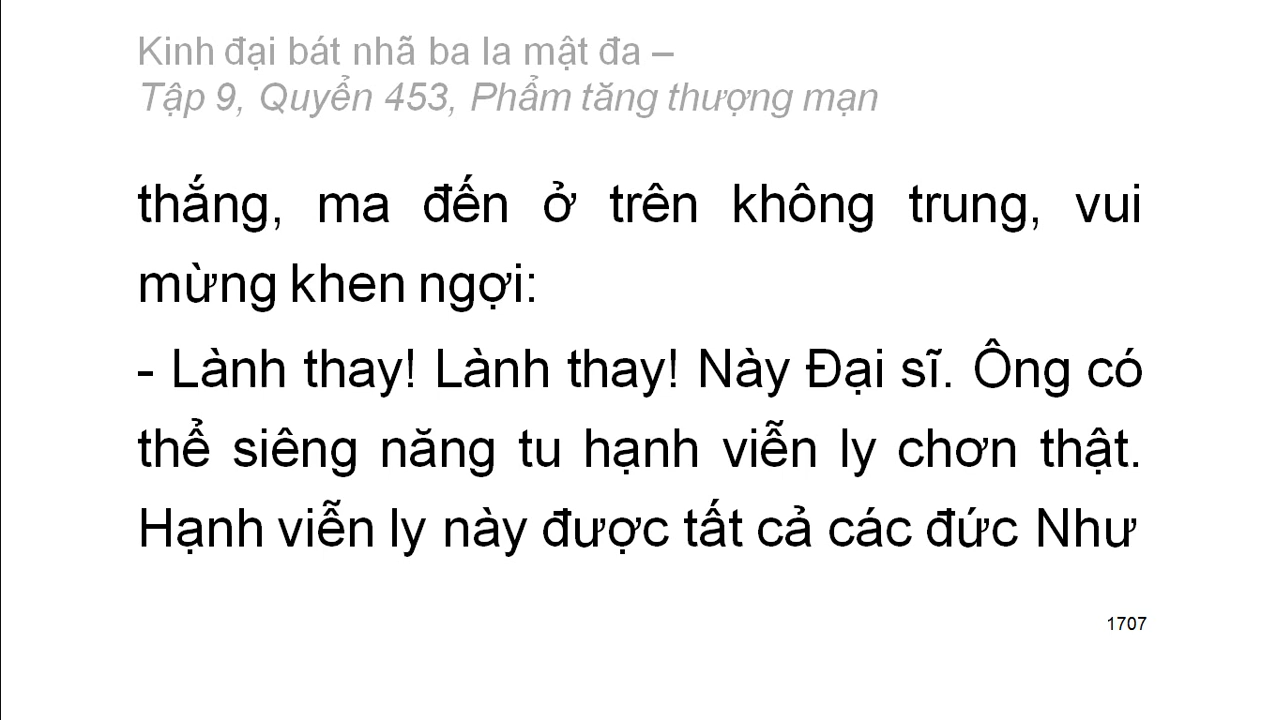 Kinh đại bát nhã ba la mật đa –
Tập 9, Quyển 453, Phẩm tăng thượng mạn
thắng, ma đến ở trên không trung, vui
mừng khen ngợi:
- Lành thay! Lành thay! Này Đại sĩ. Ông có
thể siêng năng tu hạnh viễn ly chơn thật.
Hạnh viễn ly này được tất cả các đức Như
1707